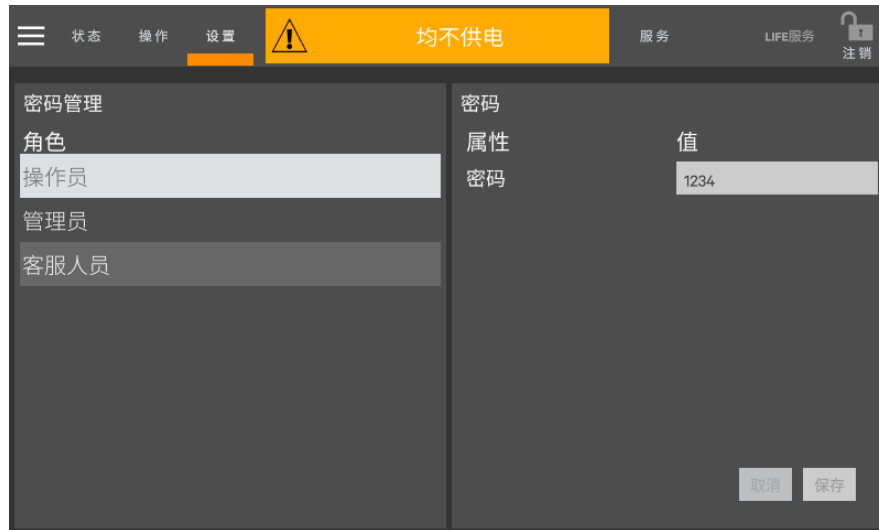 状态 操作 设置 均不供电 服务 LIFE服务 注销
密码管理
角色
操作员
管理员
客服人员
密码
属性 值
密码 1234
取消 保存